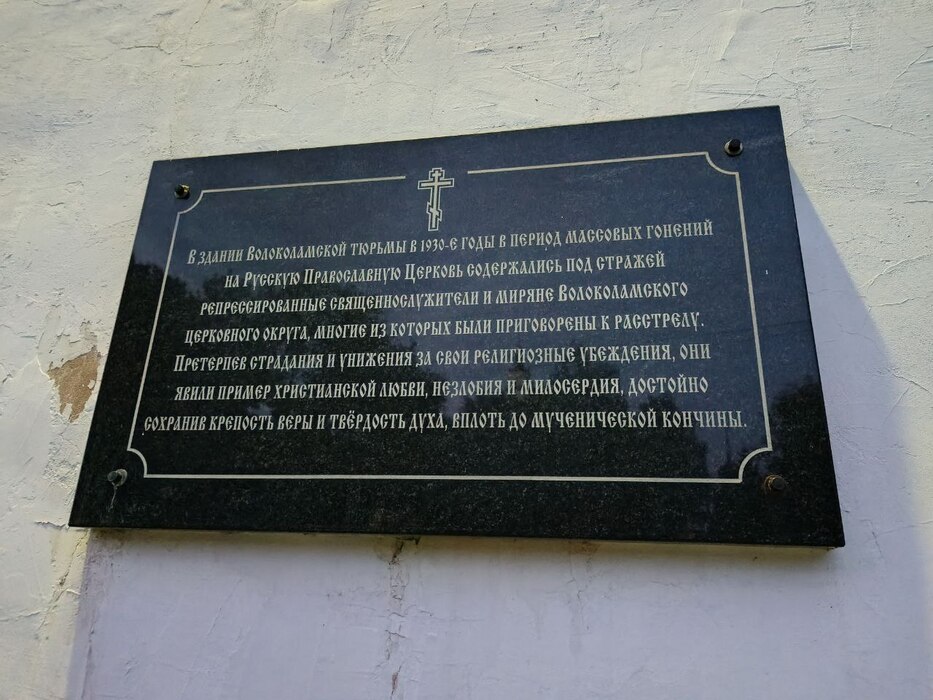 В здании Волоколамской тюрьмы в 1930-е годы в период массовых гонений
на Русскую Православную Церковь содержались под стражей
репрессированные священнослужители и миряне Волоколамского
церковного округа, многие из которых были приговорены к расстрелу.
Претерпев страдания и унижения за свои религиозные убеждения, они
явили пример христианской любви, незлобия и милосердия, достойно
сохранив крепость веры и твёрдость духа, вплоть до мученической кончины.